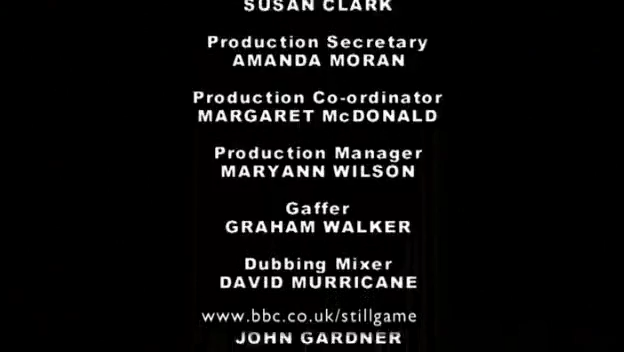 SUSAN CLARK
Production Secretary
AMANDA MORAN
Production Co-ordinator
MARGARET McDONALD
Production Manager
MARYANN WILSON
Gaffer
GRAHAM WALKER
Dubbing Mixer
DAVID MURRICANE
www.bbc.co.uk/stillgame
JOHN GARDNER